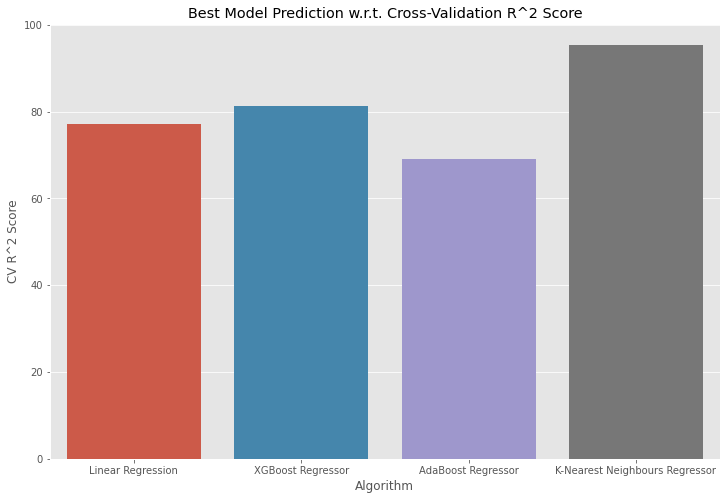 Best Model Prediction w.r.t. Cross-Validation R^2 Score
100
80
60
40
20
0
CV R^2 Score
Linear Regression
XGBoost Regressor
AdaBoost Regressor
K-Nearest Neighbours Regressor
Algorithm